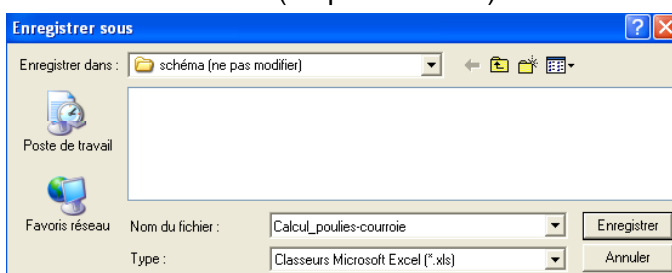 Enregistrer sous
Enregistrer dans : schéma (ne pas modifier)
Poste de travail
Favoris réseau
Nom du fichier : Calcul_poulies-courroie Enregistrer
Type : Classeurs Microsoft Excel (*.xls) Annuler